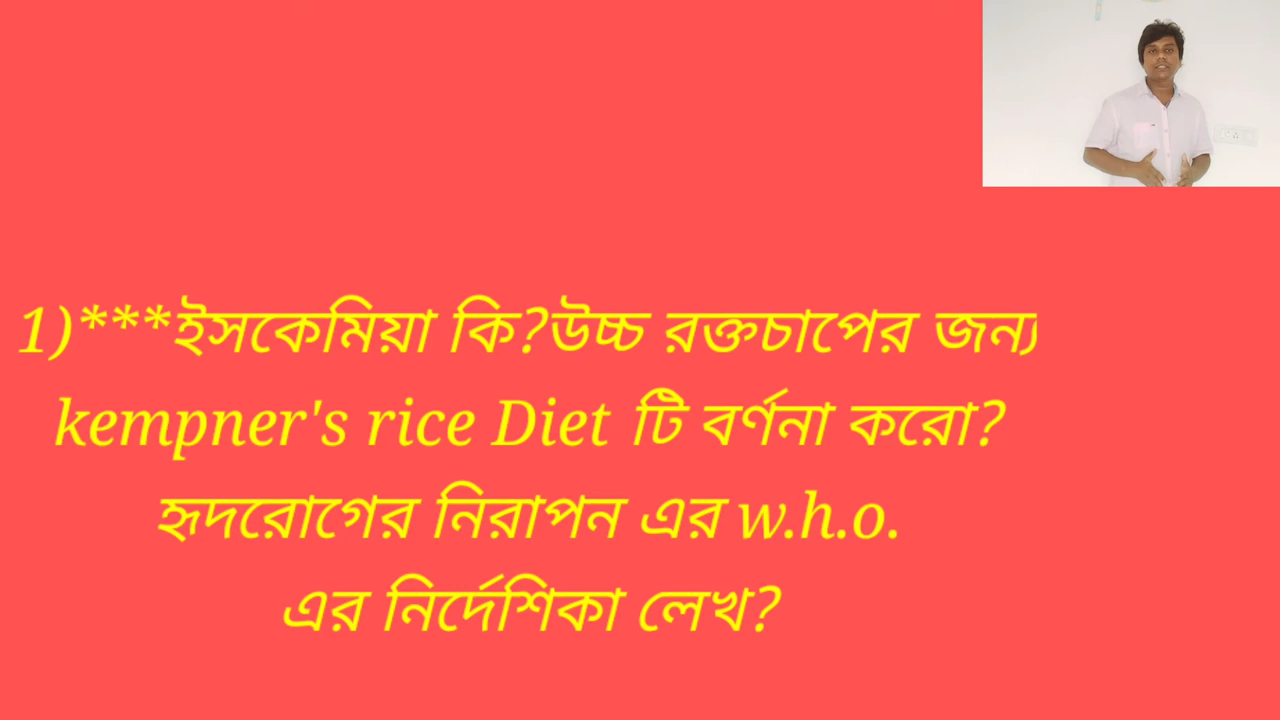 1)***ইসকেমিয়া কি?উচ্চ রক্তচাপের জন্য
kempner's rice Diet টি বর্ণনা করো?
হৃদরোগের নিরাপন এর w.h.o.
এর নির্দেশিকা লেখ?